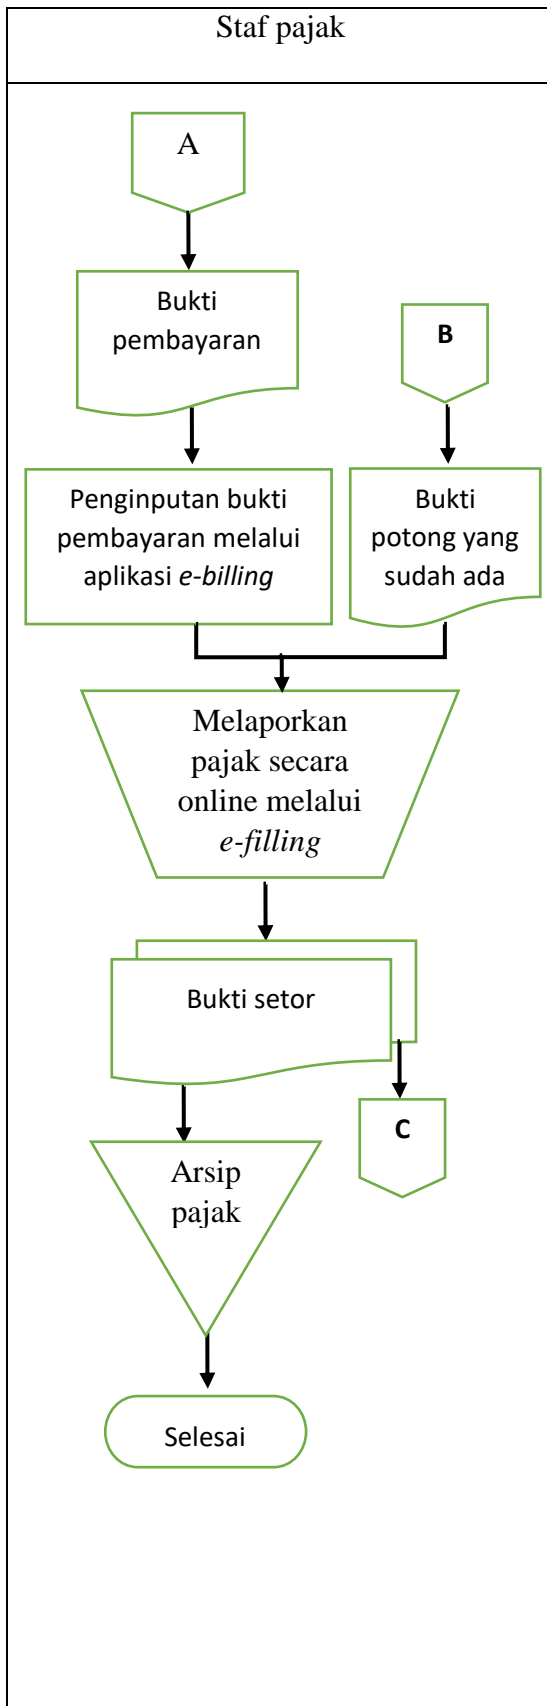 Staf pajak
A
Bukti
pembayaran
B
Penginputan bukti
pembayaran melalui
aplikasi e-billing
Bukti
potong yang
sudah ada
Melaporkan
pajak secara
online melalui
e-filling
Bukti setor
C
Arsip
pajak
Selesai